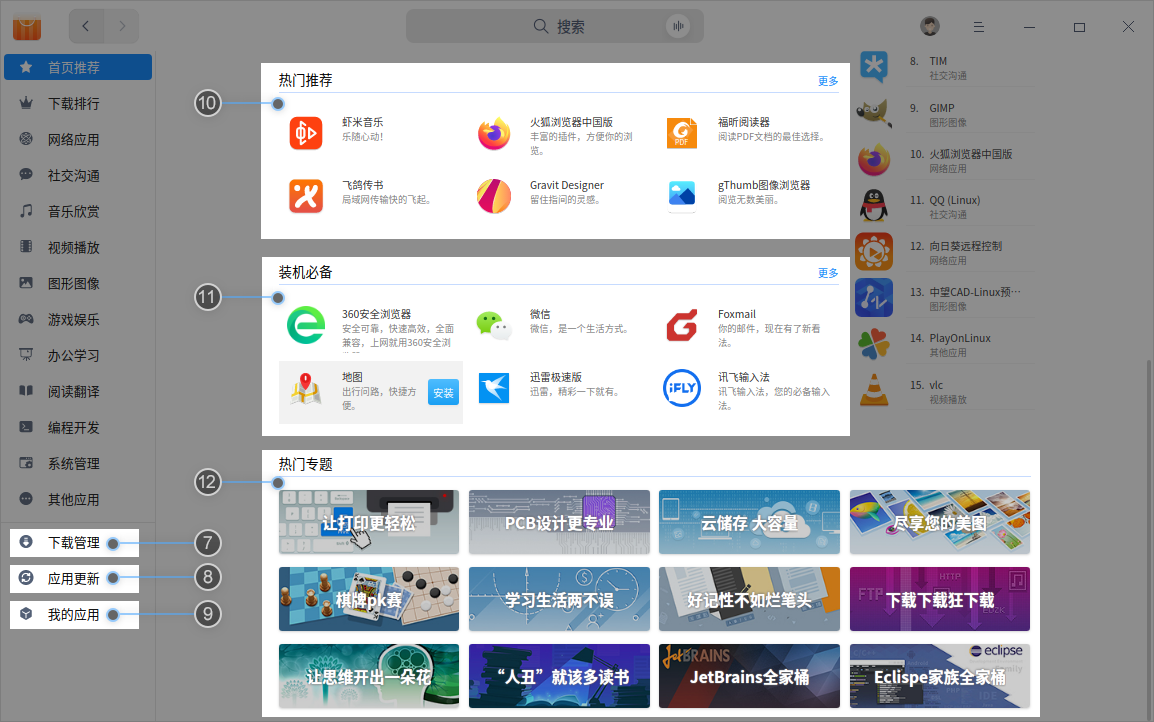 搜索
首页推荐
下载排行
网络应用
社交沟通
音乐欣赏
视频播放
图形图像
游戏娱乐
办公学习
阅读翻译
编程开发
系统管理
其他应用
下载管理
应用更新
我的应用
7
8
9
10
热门推荐
更多
虾米音乐
乐随心动!
火狐浏览器中国版
丰富的插件，方便你的浏
览。
福昕阅读器
阅读PDF文档的最佳选择。
PDF
飞鸽传书
局域网传输快的飞起。
Gravit Designer
留住指间的灵感。
gThumb图像浏览器
阅览无数美丽。
11
装机必备
更多
360安全浏览器
安全可靠，快速高效，全面
兼容，上网就用360安全浏
微信
微信，是一个生活方式。
Foxmail
你的邮件，现在有了新看
法。
地图
出行问路，快捷方
便。
安装
迅雷极速版
迅雷，精彩一下就有。
iFLY
讯飞输入法
讯飞输入法，您的必备输入
法。
12
热门专题
让打印更轻松
PCB设计更专业
云储存 大容量
尽享您的美图
棋牌pk赛
学习生活两不误
好记性不如烂笔头
HTTP
FTP
ED2K
下载下载狂下载
让思维开出一朵花
“人丑”就该多读书
JetBRAINS
JetBrains全家桶
eclipse
Eclispe家族全家桶
8. TIM
社交沟通
9. GIMP
图形图像
10. 火狐浏览器中国版
网络应用
11. QQ (Linux)
社交沟通
12. 向日葵远程控制
网络应用
13. 中望CAD-Linux预…
图形图像
14. PlayOnLinux
其他应用
15. vlc
视频播放